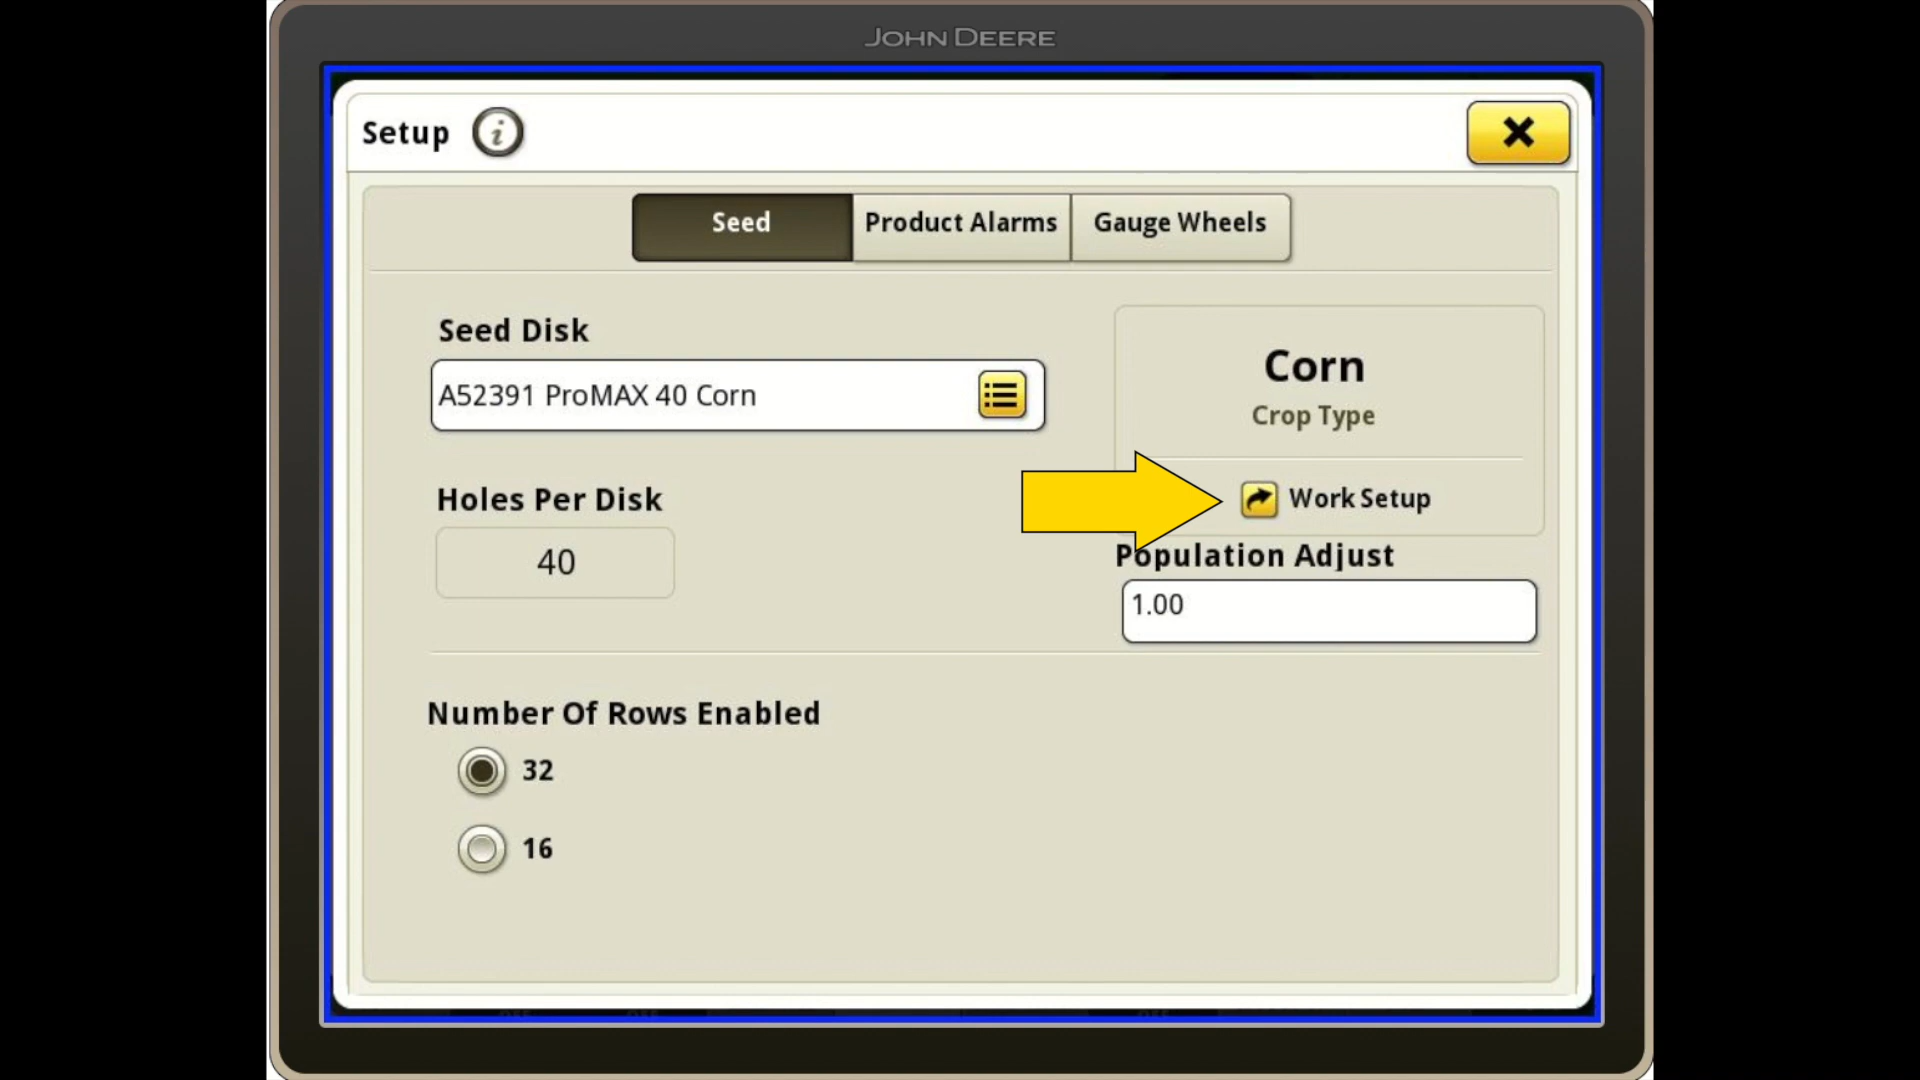 JOHN DEERE
Setup
Seed
Product Alarms
Gauge Wheels
Seed Disk
A52391 ProMAX 40 Corn
Corn
Crop Type
Work Setup
Holes Per Disk
40
Population Adjust
1.00
Number Of Rows Enabled
32
16